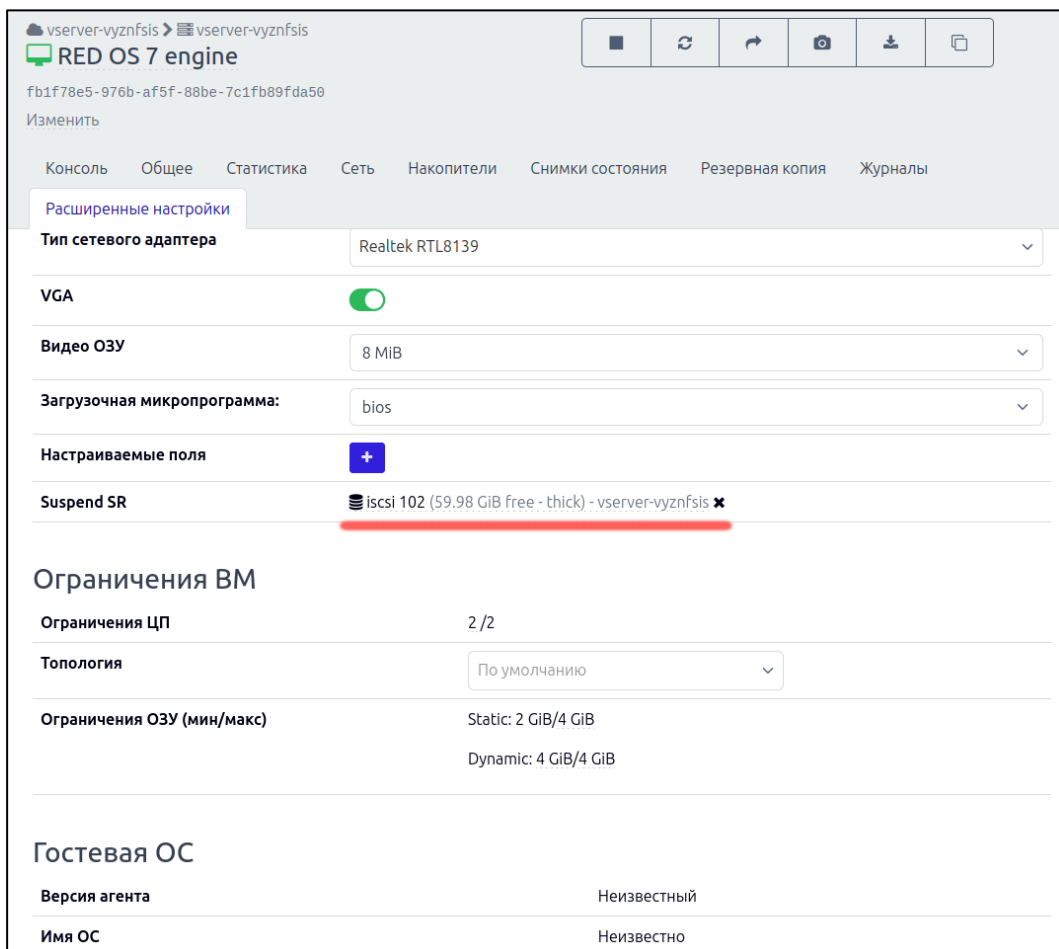 vserver-vyznfsis vserver-vyznfsis
RED OS 7 engine
fb1f78e5-976b-af5f-88be-7c1fb89fda50
Изменить
Консоль Общее Статистика Сеть Накопители Снимки состояния Резервная копия Журналы
Расширенные настройки
Тип сетевого адаптера Realtek RTL8139
VGA
Видео ОЗУ 8 MiB
Загрузочная микропрограмма: bios
Настраиваемые поля +
Suspend SR iscsi 102 (59.98 GiB free - thick) - vserver-vyznfsis
Ограничения ВМ
Ограничения ЦП 2 /2
Топология По умолчанию
Ограничения ОЗУ (мин/макс) Static: 2 GiB/4 GiB
Dynamic: 4 GiB/4 GiB
Гостевая ОС
Версия агента Неизвестный
Имя ОС Неизвестно